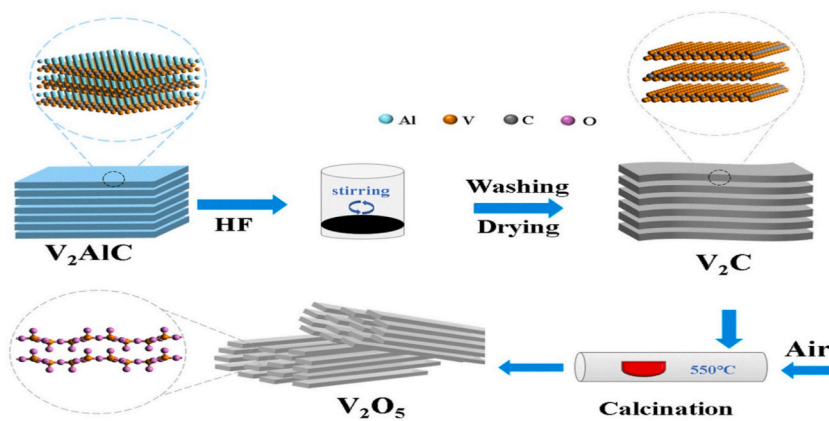 Al V C O
stirring
Washing
HF
Drying
V₂AlC
V₂C
Air
550°C
V₂O₅
Calcination